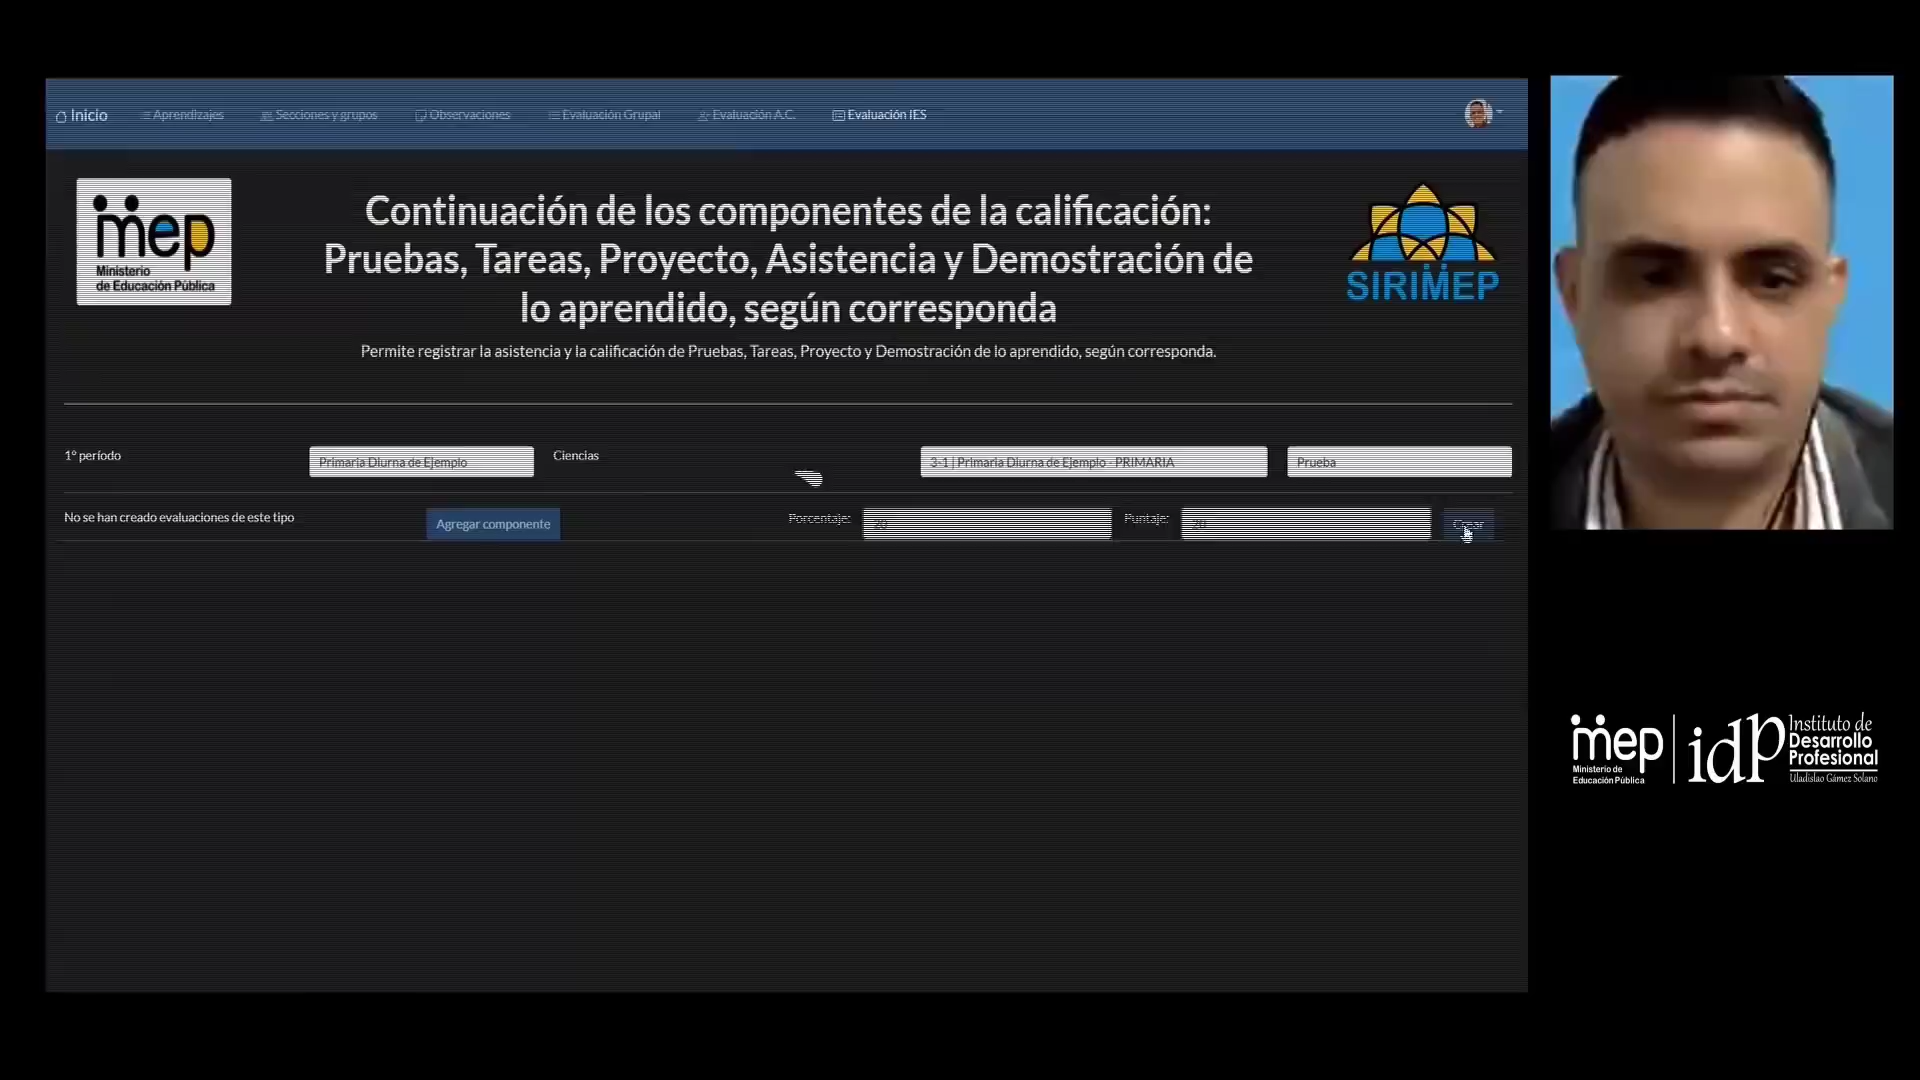 Inicio
Aprendizajes
Secciones y grupos
Observaciones
Evaluación Grupal
Evaluación A.C.
Evaluación IES
mep
Ministerio
de Educación Pública
Continuación de los componentes de la calificación:
Pruebas, Tareas, Proyecto, Asistencia y Demostración de
lo aprendido, según corresponda
SIRIMEP
Permite registrar la asistencia y la calificación de Pruebas, Tareas, Proyecto y Demostración de lo aprendido, según corresponda.
1° período
Primaria Diurna de Ejemplo
Ciencias
3-1 | Primaria Diurna de Ejemplo - PRIMARIA
Prueba
No se han creado evaluaciones de este tipo
Agregar componente
Porcentaje:
Puntaje:
Crear
mep
Ministerio de
Educación Pública
idp
Instituto de
Desarrollo
Profesional
Uladislao Gámez Solano